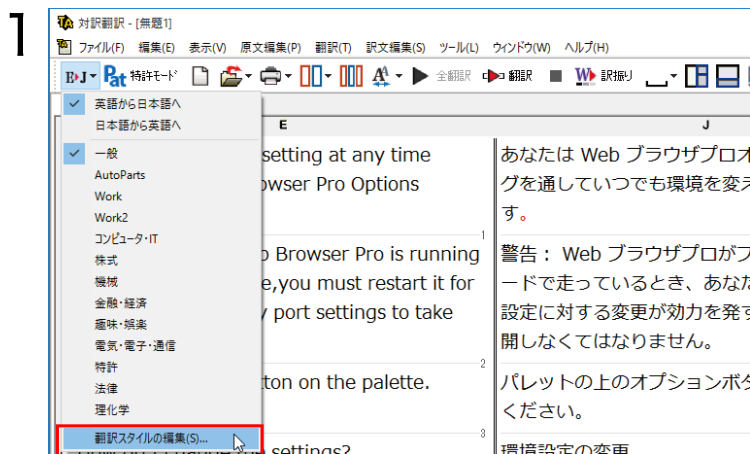 1
対訳翻訳 - [無題1]
ファイル(F) 編集(E) 表示(V) 原文編集(P) 翻訳(T) 訳文編集(S) ツール(L) ウィンドウ(W) ヘルプ(H)
E▸J Pat 特許モード 全翻訳 翻訳 W 訳振り
英語から日本語へ
日本語から英語へ
E J
一般
AutoParts
Work
Work2
コンピュータ・IT
株式
機械
金融・経済
趣味・娯楽
電気・電子・通信
特許
法律
理化学
翻訳スタイルの編集(S)...
setting at any time
owser Pro Options
1
Browser Pro is running
e,you must restart it for
port settings to take
2
ton on the palette.
3
settings?
あなたは Web ブラウザプロオ
グを通していつでも環境を変え
す。
警告： Web ブラウザプロがフ
ードで走っているとき、あなた
設定に対する変更が効力を発す
開しなくてはなりません。
パレットの上のオプションボタ
ください。
環境設定の変更